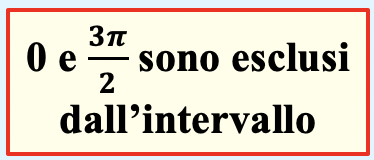 0 e 3π/2 sono esclusi
dall’intervallo